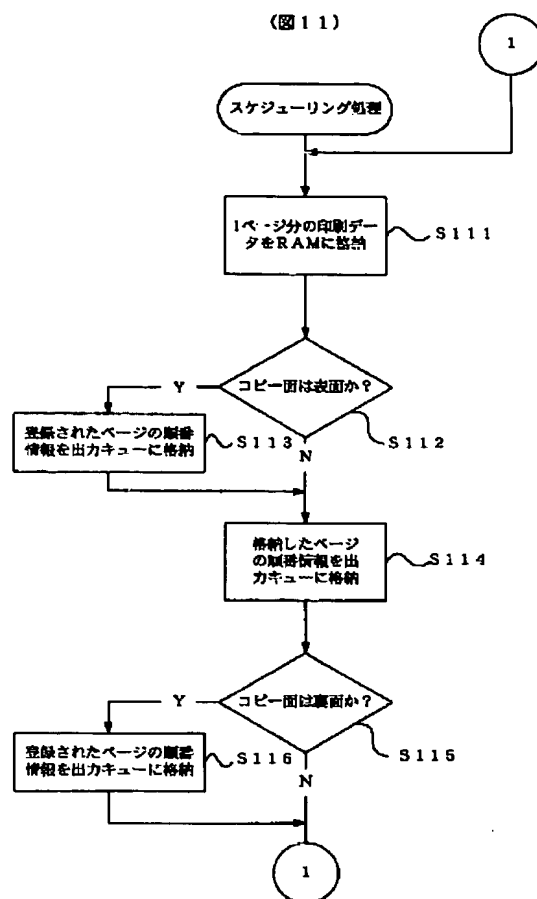 (図11)
1
スケジューリング処理
1ページ分の印刷デー
タをRAMに格納
S111
コピー面は表面か?
Y
S112
N
登録されたページの順番
情報を出力キューに格納
S113
格納したページ
の順番情報を出
力キューに格納
S114
コピー面は裏面か?
Y
S115
N
登録されたページの順番
情報を出力キューに格納
S116
1